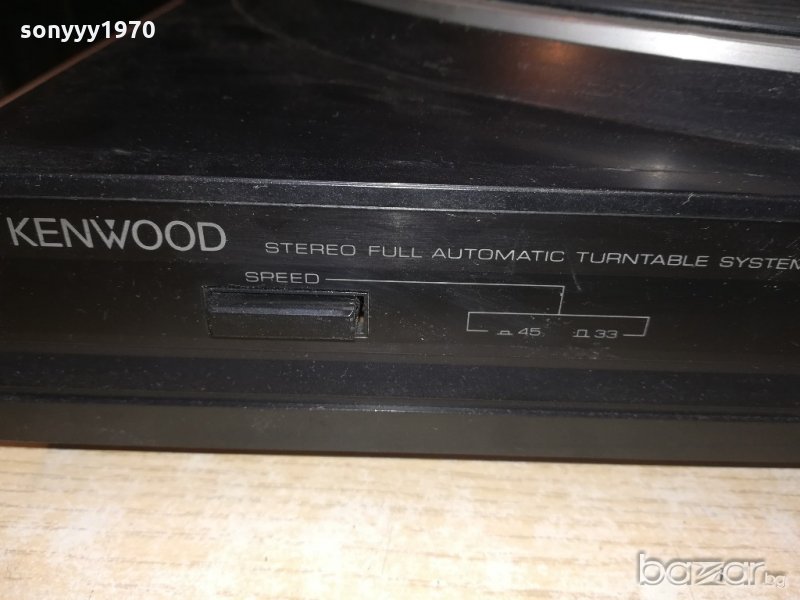 sonyyy1970
KENWOOD STEREO FULL AUTOMATIC TURNTABLE SYSTEM
SPEED
45 33
bazar.bg